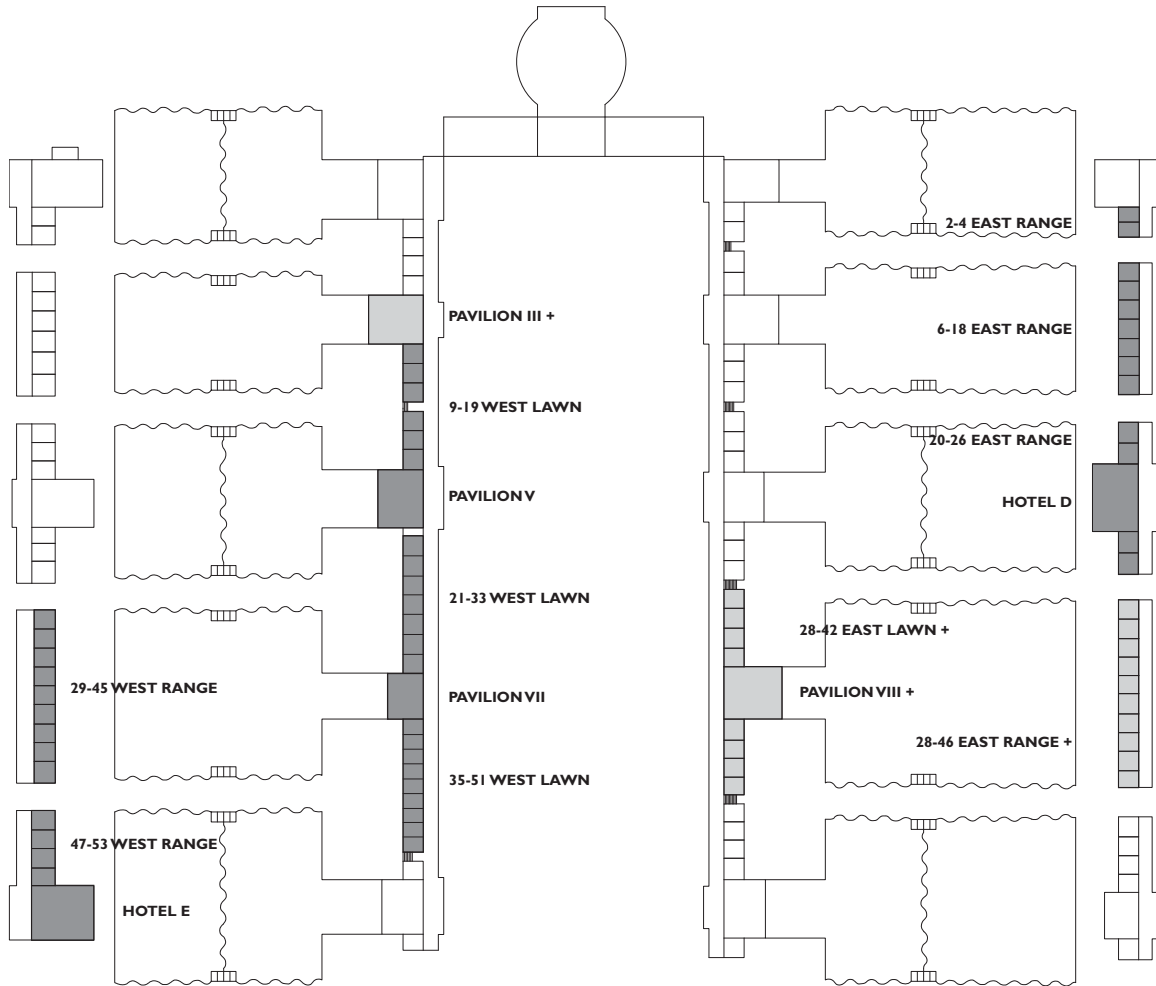 2-4 EAST RANGE
PAVILION III +
6-18 EAST RANGE
9-19 WEST LAWN
20-26 EAST RANGE
PAVILION V
HOTEL D
21-33 WEST LAWN
28-42 EAST LAWN +
29-45 WEST RANGE
PAVILION VII
PAVILION VIII +
28-46 EAST RANGE +
35-51 WEST LAWN
47-53 WEST RANGE
HOTEL E